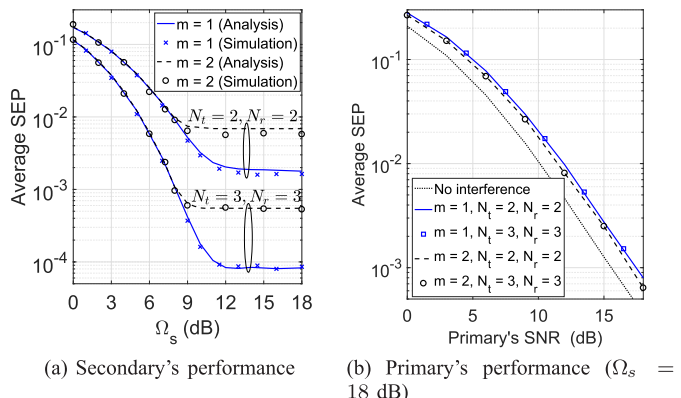 10^-1
10^-2
10^-3
10^-4
Average SEP
m = 1 (Analysis)
m = 1 (Simulation)
m = 2 (Analysis)
m = 2 (Simulation)
N_t = 2, N_r = 2
N_t = 3, N_r = 3
0 3 6 9 12 15 18
Ω_s (dB)
(a) Secondary's performance
10^-1
10^-2
10^-3
Average SEP
No interference
m = 1, N_t = 2, N_r = 2
m = 1, N_t = 3, N_r = 3
m = 2, N_t = 2, N_r = 2
m = 2, N_t = 3, N_r = 3
0 5 10 15
Primary's SNR (dB)
(b) Primary's performance (Ω_s =
18 dB)